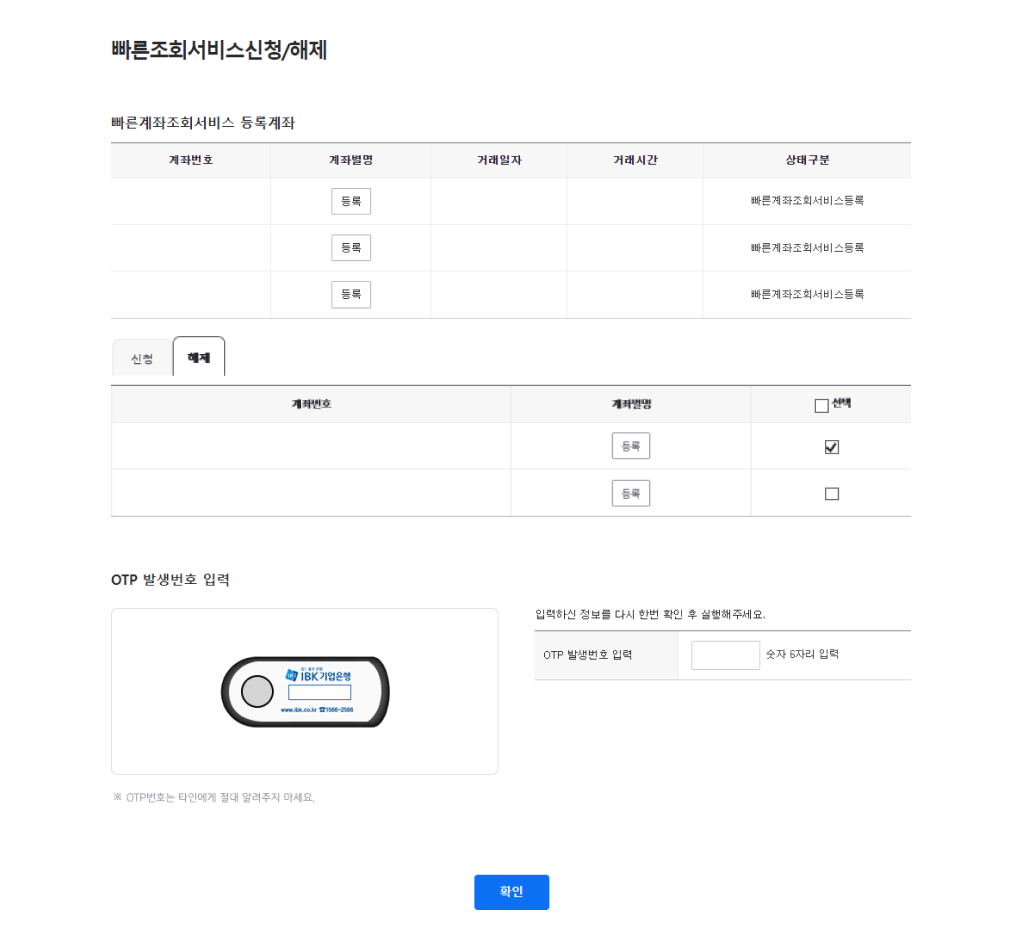 빠른조회서비스신청/해제
빠른계좌조회서비스 등록계좌
계좌번호 계좌별명 거래일자 거래시간 상태구분
등록 빠른계좌조회서비스등록
등록 빠른계좌조회서비스등록
등록 빠른계좌조회서비스등록
신청 해제
계좌번호 계좌별명 선택
등록
등록
OTP 발생번호 입력
입력하신 정보를 다시 한번 확인 후 실행해주세요.
OTP 발생번호 입력 숫자 6자리 입력
IBK기업은행
www.ibk.co.kr ☎1566-2566
※ OTP번호는 타인에게 절대 알려주지 마세요.
확인